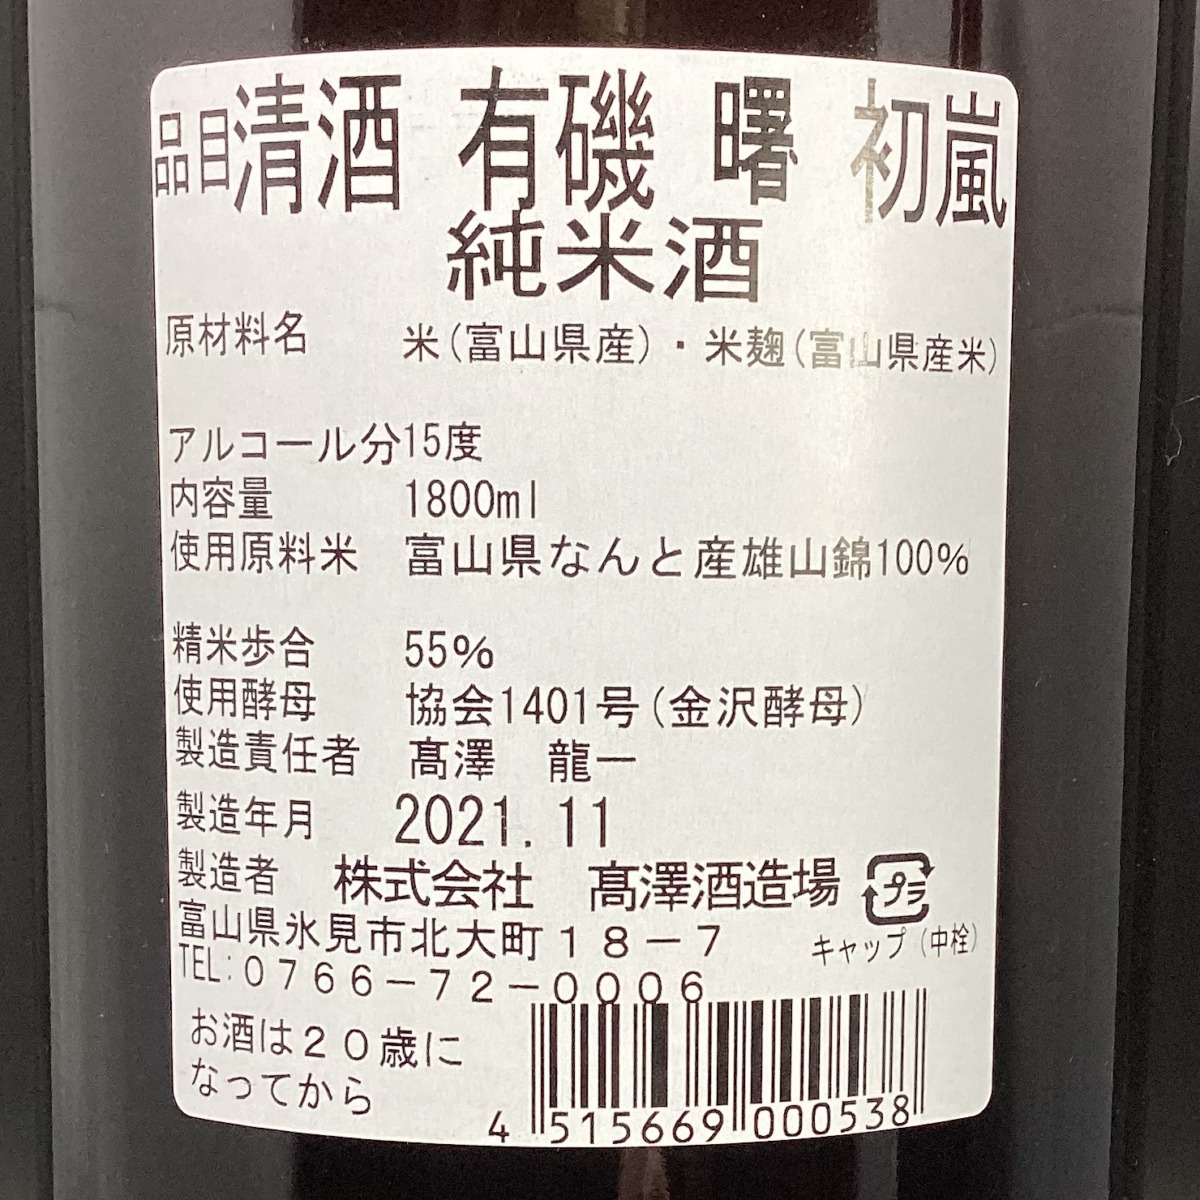 品目清酒 有磯 曙 初嵐
純米酒
原材料名 米(富山県産)・米麹(富山県産米)
アルコール分15度
内容量 1800ml
使用原料米 富山県なんと産雄山錦100%
精米歩合 55%
使用酵母 協会1401号(金沢酵母)
製造責任者 髙澤 龍一
製造年月 2021.11
製造者 株式会社 髙澤酒造場 プラ
富山県氷見市北大町18-7 キャップ(中栓)
TEL:0766-72-0006
お酒は20歳に
なってから
4 515669 000538